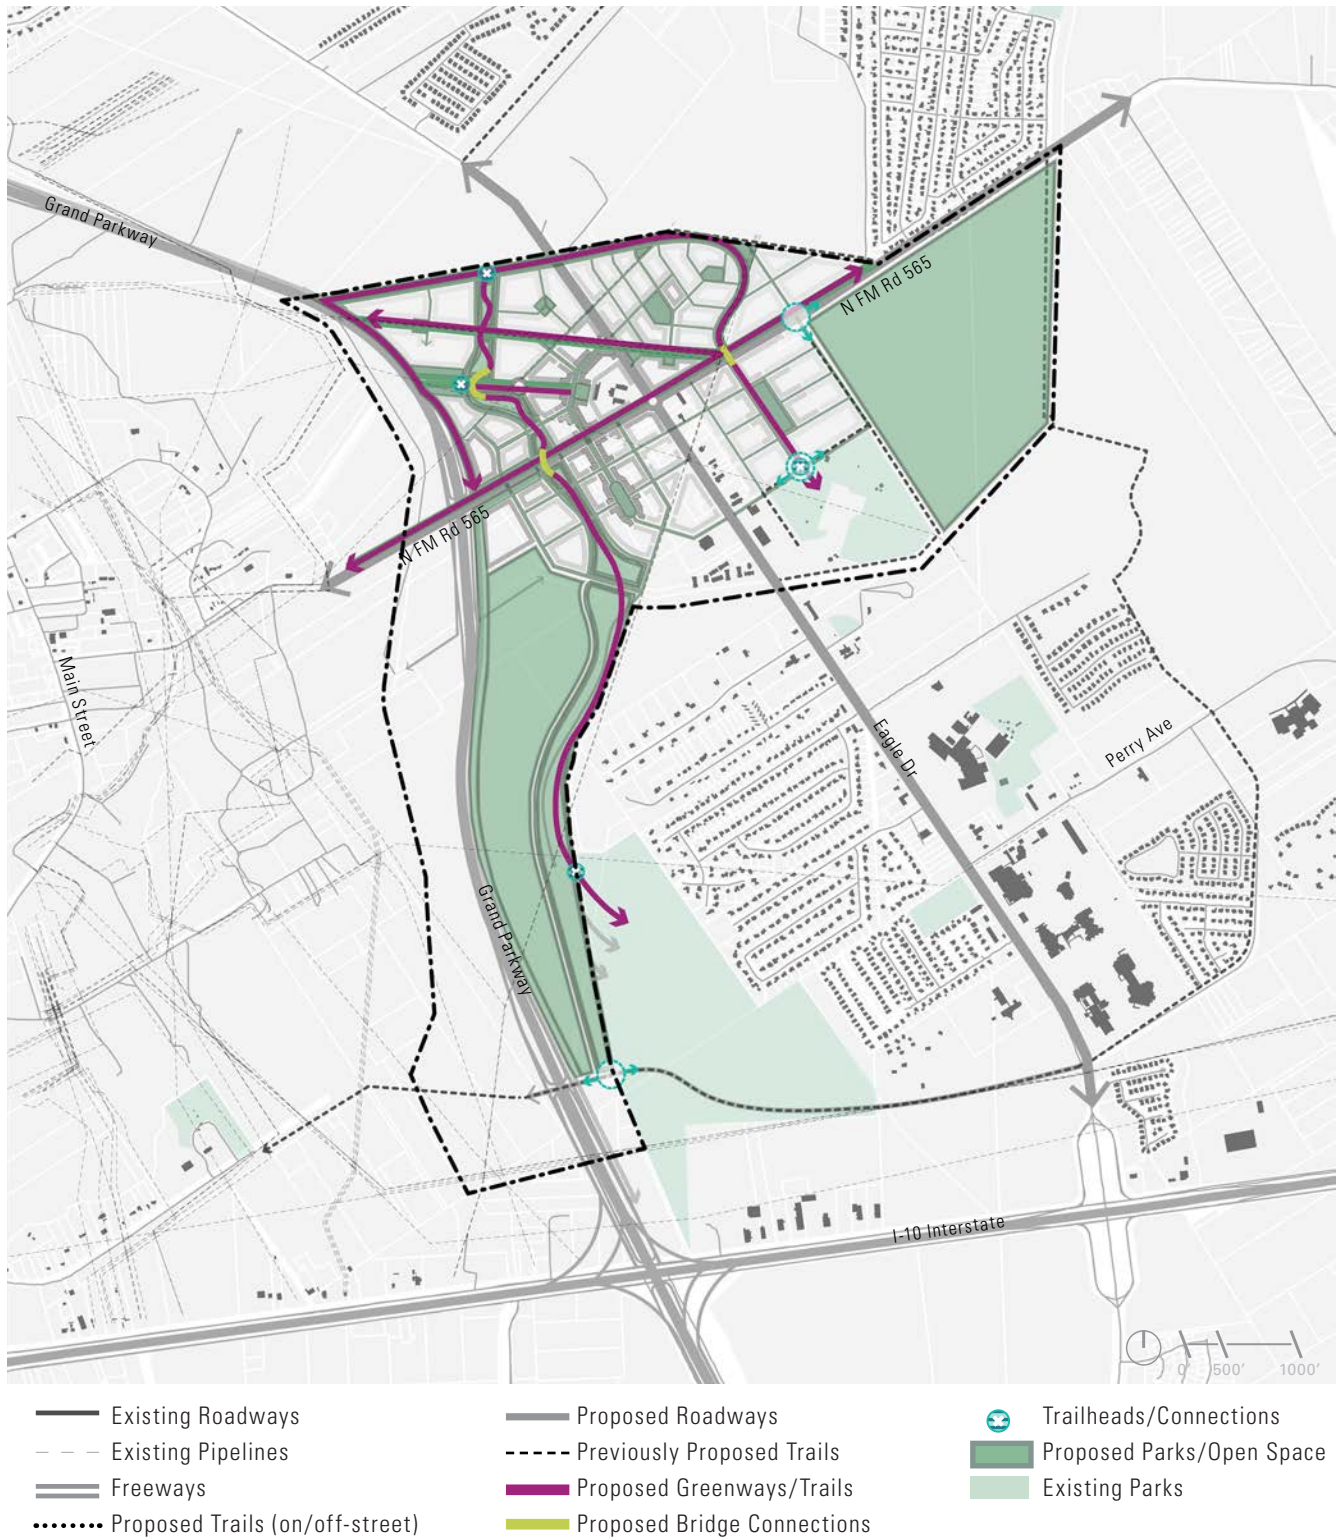 Grand Parkway
N FM Rd 565
N FM Rd 565
Main Street
Eagle Dr
Perry Ave
Grand Parkway
I-10 Interstate
0' 500' 1000'
Existing Roadways
Existing Pipelines
Freeways
Proposed Trails (on/off-street)
Proposed Roadways
Previously Proposed Trails
Proposed Greenways/Trails
Proposed Bridge Connections
Trailheads/Connections
Proposed Parks/Open Space
Existing Parks